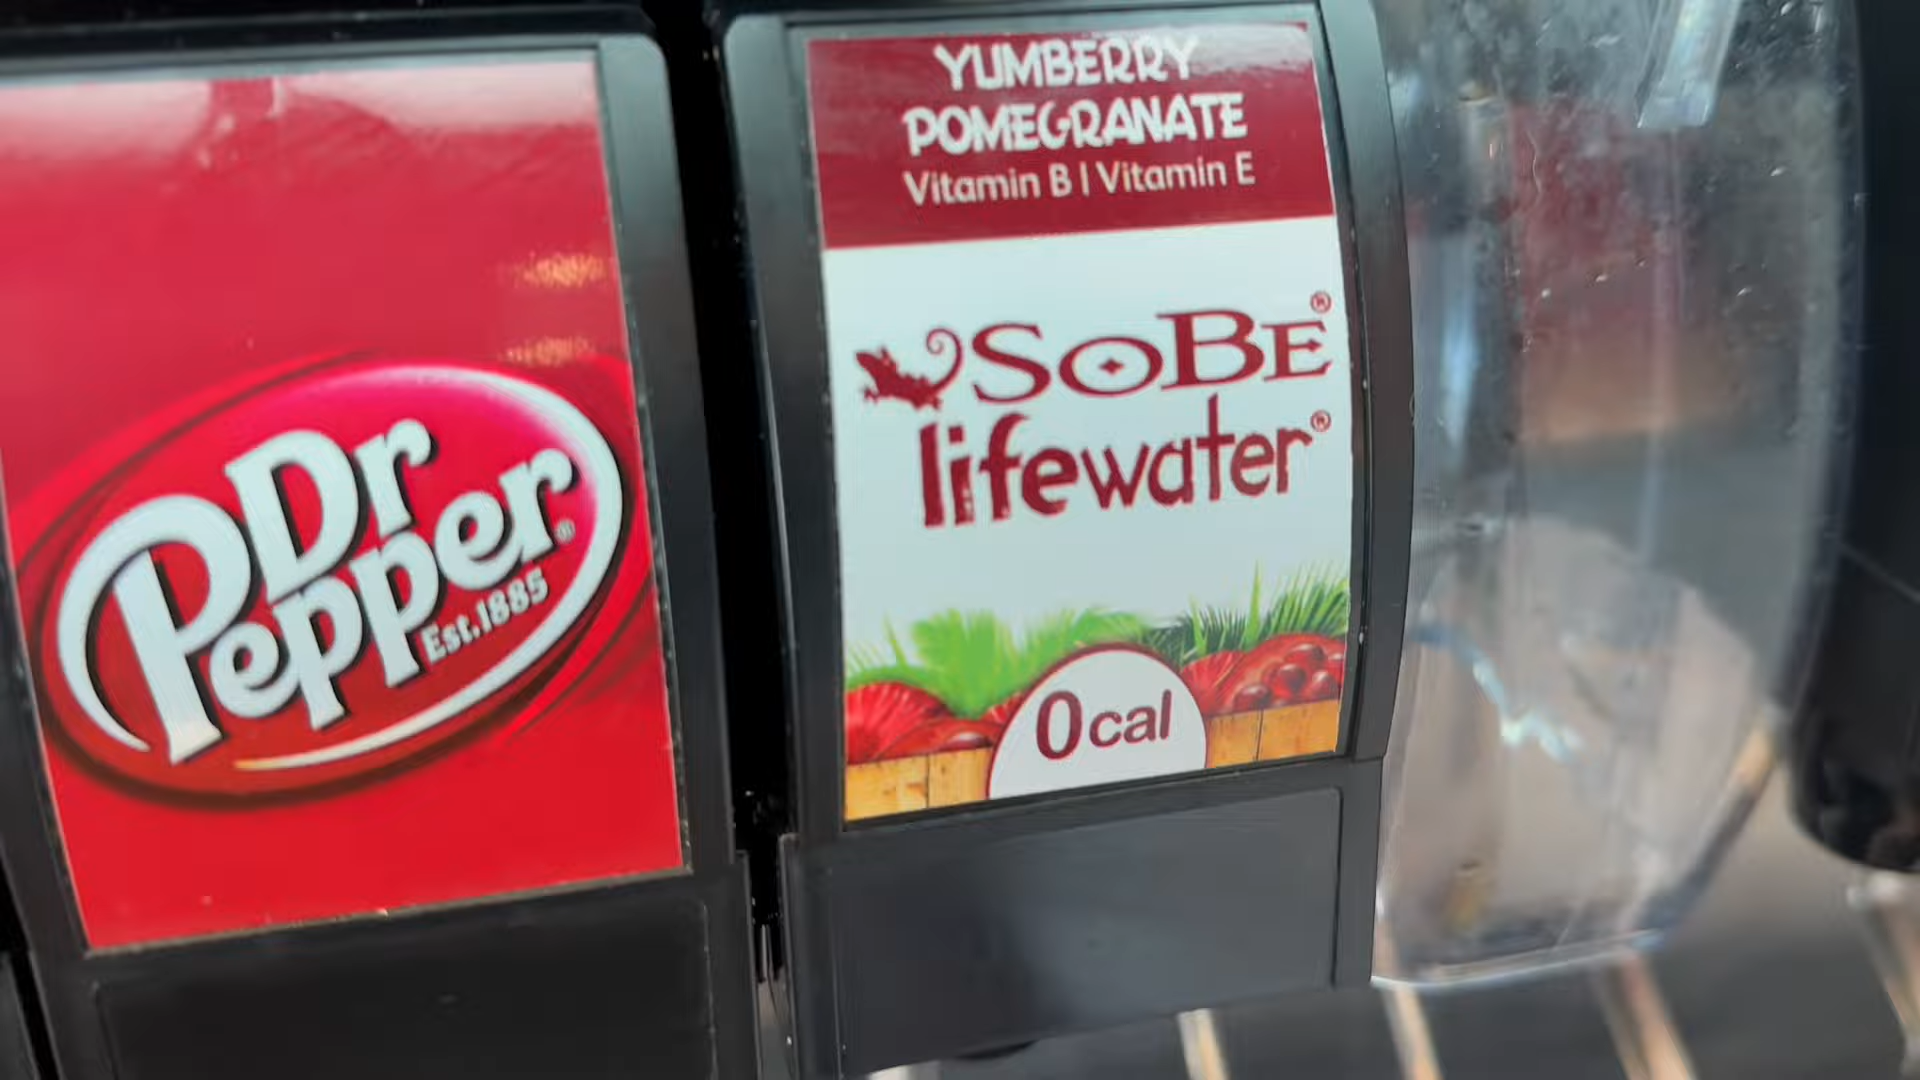 Dr
Pepper
Est.1885
YUMBERRY
POMEGRANATE
Vitamin B | Vitamin E
SOBE®
lifewater®
0 cal